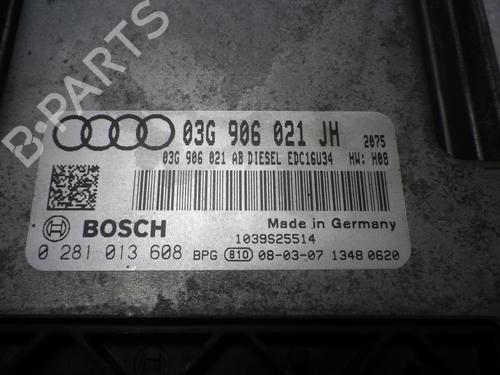 03G 906 021 JH 2075
03G 906 021 AB DIESEL EDC16U34 HW: H08
BOSCH
Made in Germany
1039S25514
0 281 013 608 BPG 810 08-03-07 1348 0620
B-PARTS